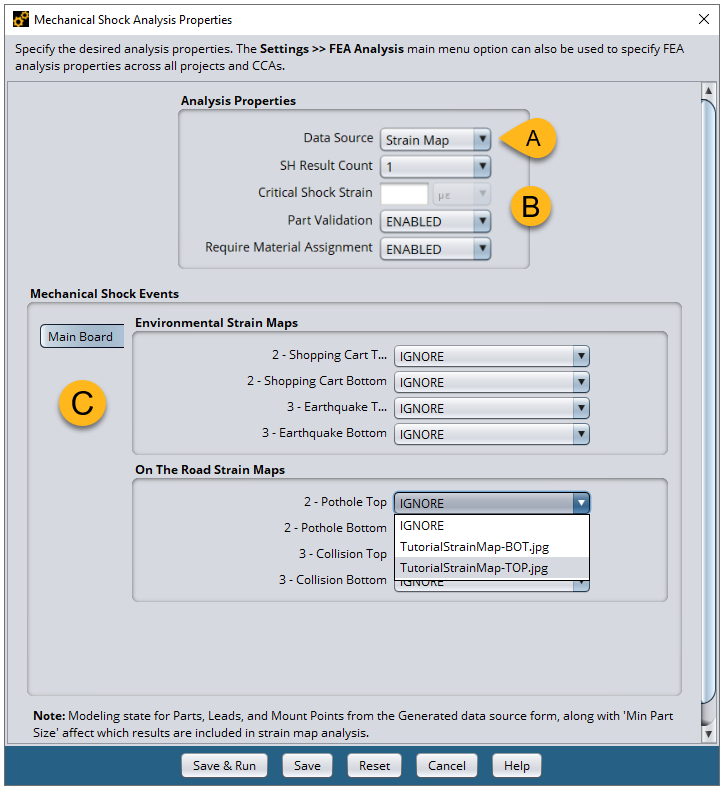 Mechanical Shock Analysis Properties
Specify the desired analysis properties. The Settings >> FEA Analysis main menu option can also be used to specify FEA
analysis properties across all projects and CCAs.
Analysis Properties
Data Source Strain Map A
SH Result Count 1
Critical Shock Strain με
B
Part Validation ENABLED
Require Material Assignment ENABLED
Mechanical Shock Events
Main Board
C
Environmental Strain Maps
2 - Shopping Cart T... IGNORE
2 - Shopping Cart Bottom IGNORE
3 - Earthquake T... IGNORE
3 - Earthquake Bottom IGNORE
On The Road Strain Maps
2 - Pothole Top IGNORE
IGNORE
2 - Pothole Bottom
TutorialStrainMap-BOT.jpg
3 - Collision Top
TutorialStrainMap-TOP.jpg
3 - Collision Bottom IGNORE
Note: Modeling state for Parts, Leads, and Mount Points from the Generated data source form, along with 'Min Part
Size' affect which results are included in strain map analysis.
Save & Run Save Reset Cancel Help